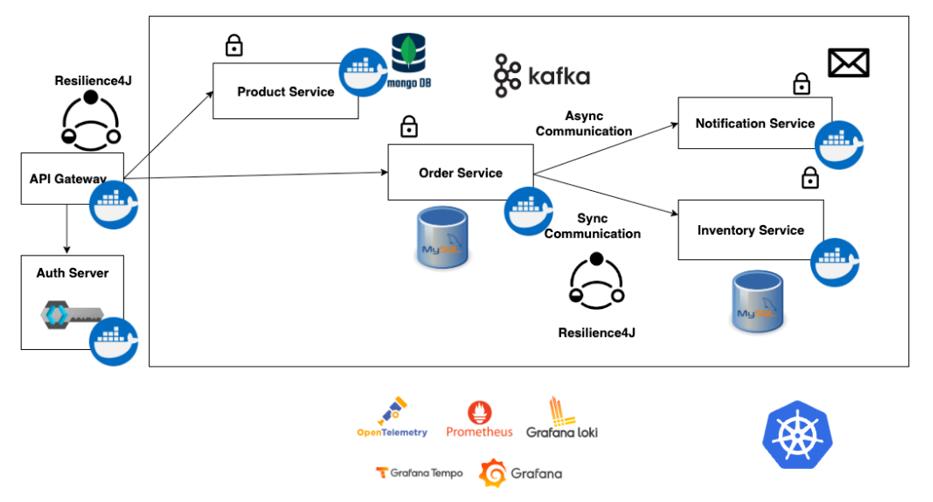 Resilience4J
API Gateway
Auth Server
Product Service
mongo DB
kafka
Order Service
MySQL
Async
Communication
Sync
Communication
Resilience4J
Notification Service
Inventory Service
MySQL
OpenTelemetry
Prometheus
Grafana loki
Grafana Tempo
Grafana